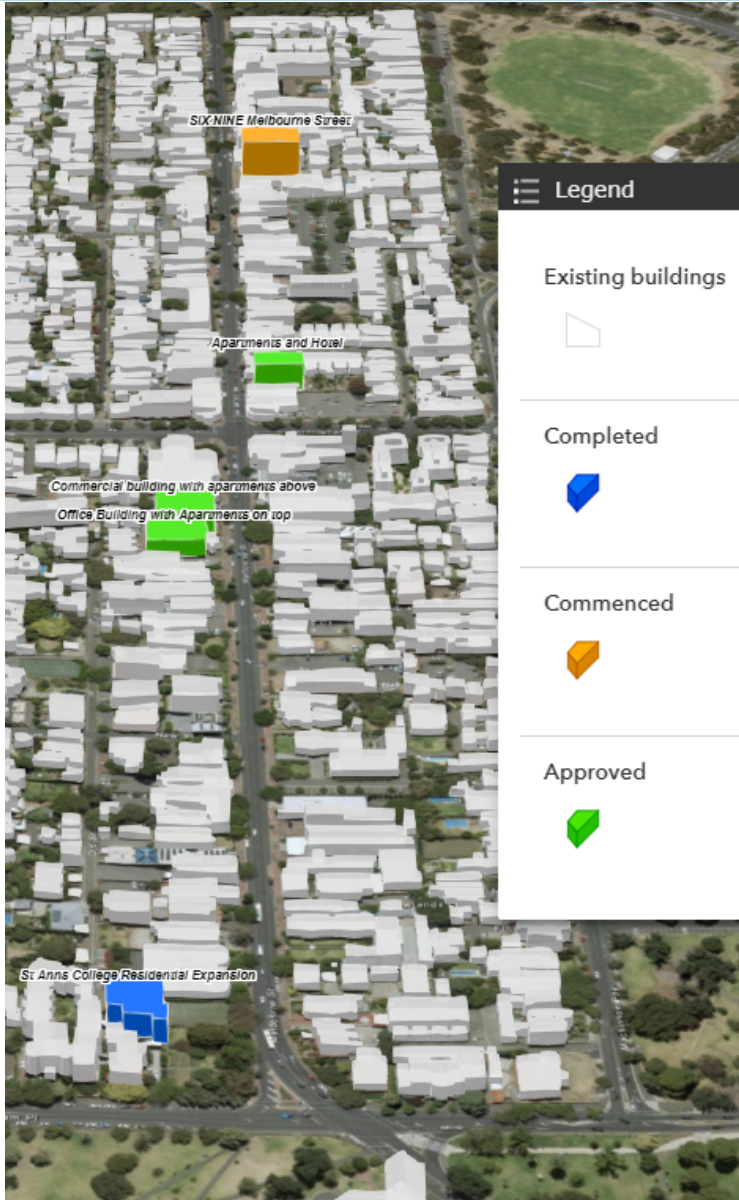 SIX NINE Melbourne Street
Legend
Existing buildings
Apartments and Hotel
Completed
Commercial building with apartments above
Office Building with Apartments on top
Commenced
Approved
St Anns College Residential Expansion